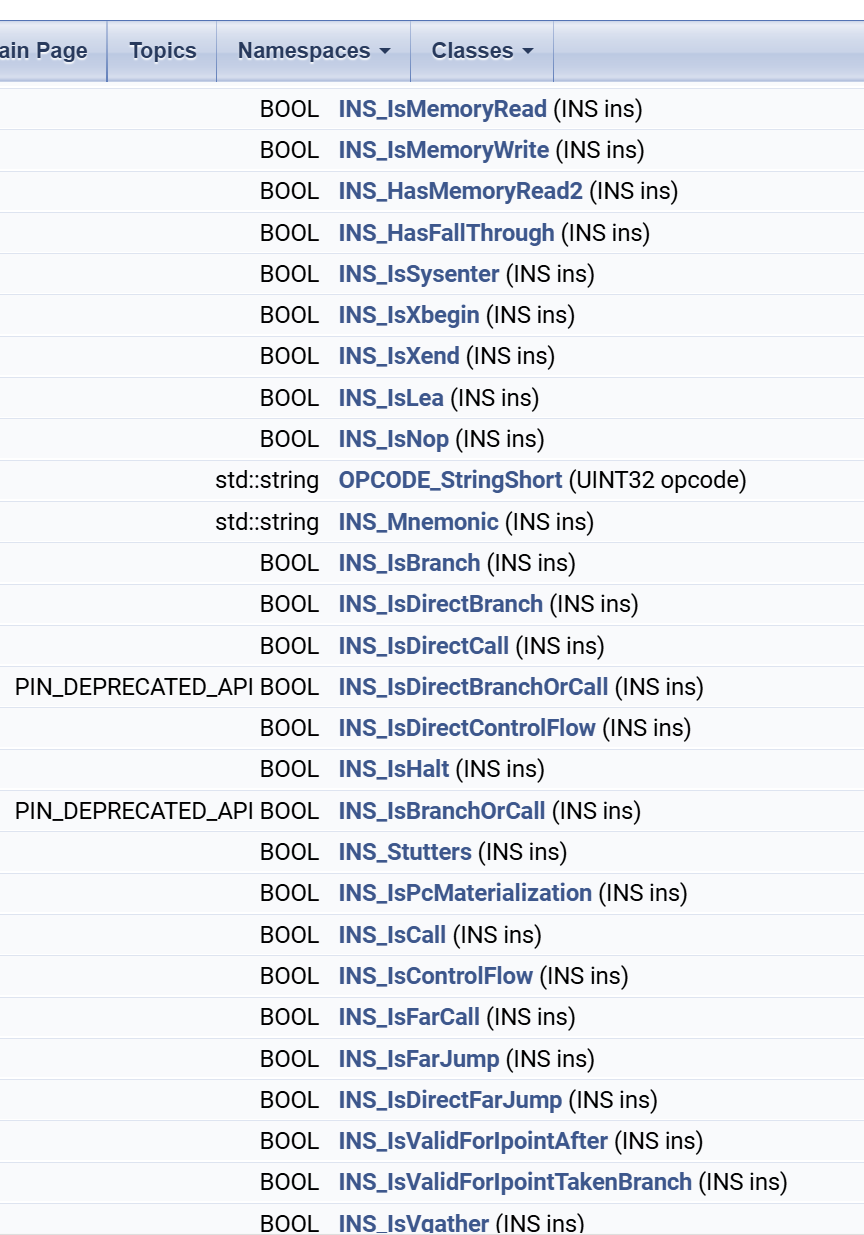 ain Page Topics Namespaces Classes
BOOL INS_IsMemoryRead (INS ins)
BOOL INS_IsMemoryWrite (INS ins)
BOOL INS_HasMemoryRead2 (INS ins)
BOOL INS_HasFallThrough (INS ins)
BOOL INS_IsSysenter (INS ins)
BOOL INS_IsXbegin (INS ins)
BOOL INS_IsXend (INS ins)
BOOL INS_IsLea (INS ins)
BOOL INS_IsNop (INS ins)
std::string OPCODE_StringShort (UINT32 opcode)
std::string INS_Mnemonic (INS ins)
BOOL INS_IsBranch (INS ins)
BOOL INS_IsDirectBranch (INS ins)
BOOL INS_IsDirectCall (INS ins)
PIN_DEPRECATED_API BOOL INS_IsDirectBranchOrCall (INS ins)
BOOL INS_IsDirectControlFlow (INS ins)
BOOL INS_IsHalt (INS ins)
PIN_DEPRECATED_API BOOL INS_IsBranchOrCall (INS ins)
BOOL INS_Stutters (INS ins)
BOOL INS_IsPcMaterialization (INS ins)
BOOL INS_IsCall (INS ins)
BOOL INS_IsControlFlow (INS ins)
BOOL INS_IsFarCall (INS ins)
BOOL INS_IsFarJump (INS ins)
BOOL INS_IsDirectFarJump (INS ins)
BOOL INS_IsValidForIpointAfter (INS ins)
BOOL INS_IsValidForIpointTakenBranch (INS ins)
BOOL INS_IsVgather (INS ins)